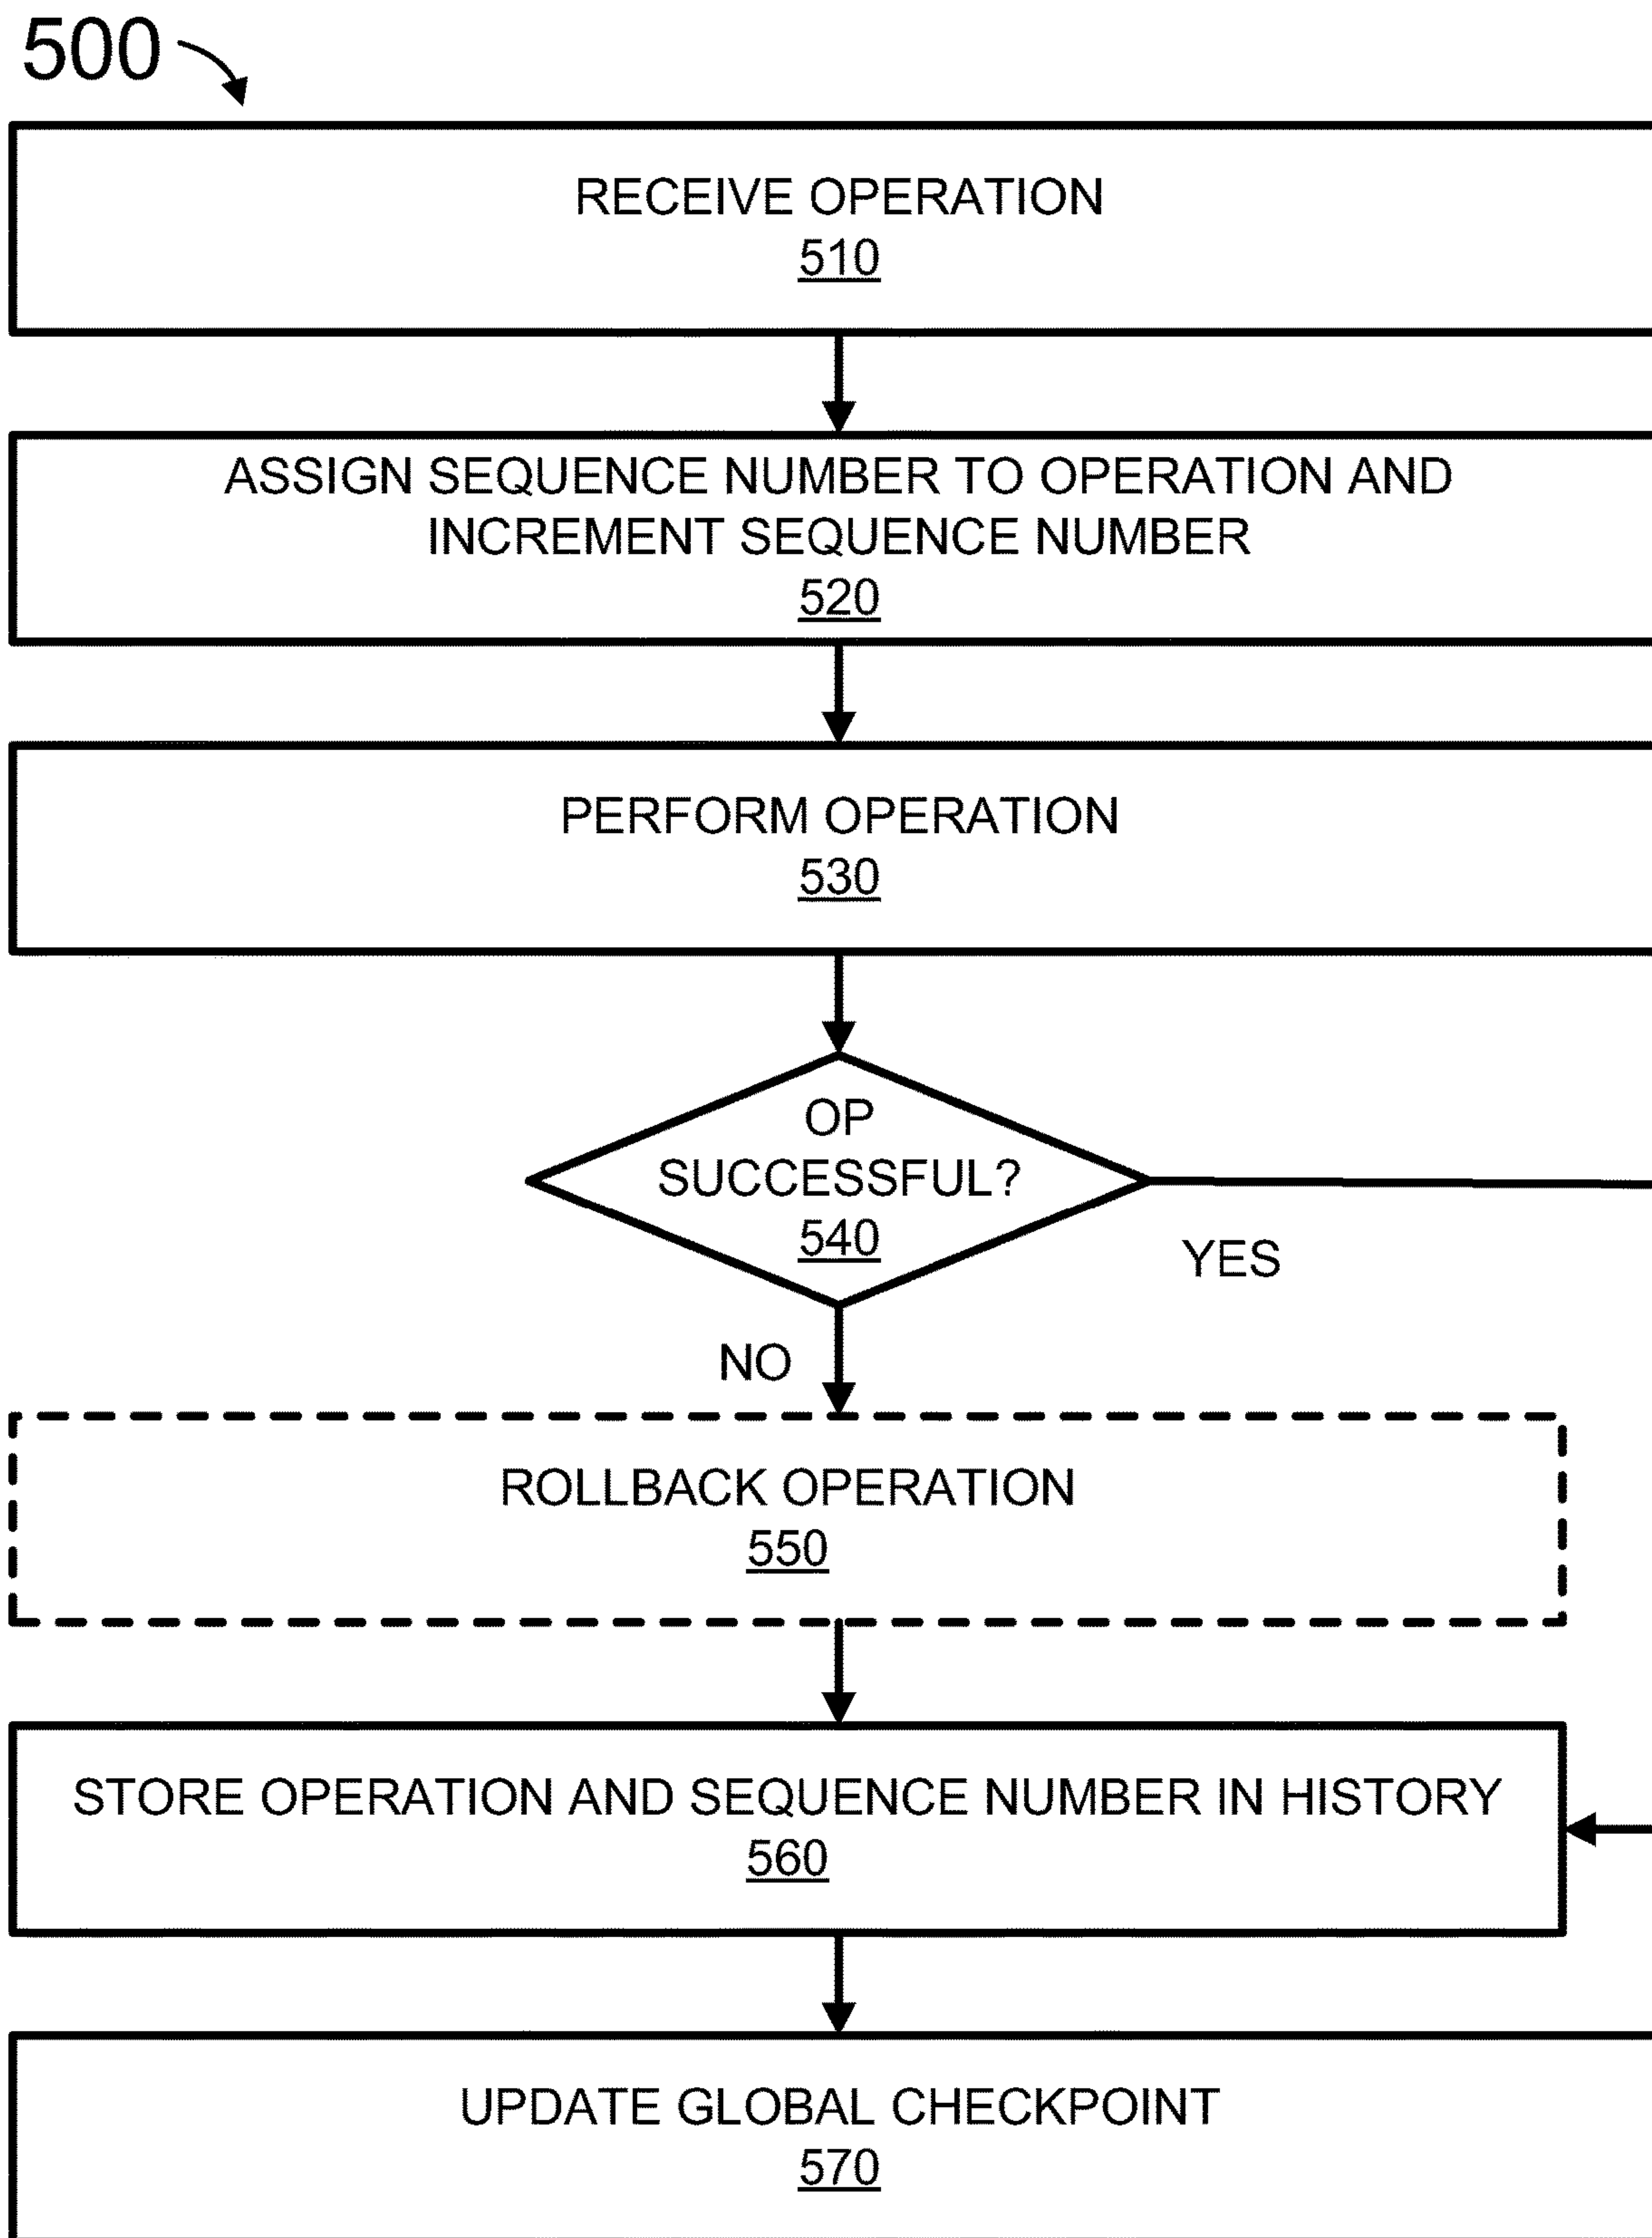 500
RECEIVE OPERATION
510
ASSIGN SEQUENCE NUMBER TO OPERATION AND
INCREMENT SEQUENCE NUMBER
520
PERFORM OPERATION
530
OP
SUCCESSFUL?
540
YES
NO
ROLLBACK OPERATION
550
STORE OPERATION AND SEQUENCE NUMBER IN HISTORY
560
UPDATE GLOBAL CHECKPOINT
570